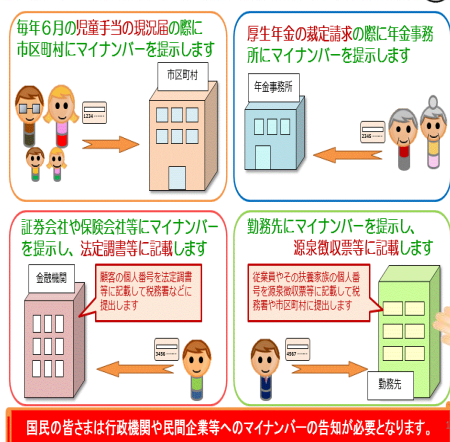 毎年6月の児童手当の現況届の際に
市区町村にマイナンバーを提示します
市区町村
1234
厚生年金の裁定請求の際に年金事務
所にマイナンバーを提示します
年金事務所
2345
証券会社や保険会社等にマイナンバー
を提示し、法定調書等に記載します
金融機関
顧客の個人番号を法定調書
等に記載して税務署などに
提出します
3456
勤務先にマイナンバーを提示し、
源泉徴収票等に記載します
従業員やその扶養家族の個人番
号を源泉徴収票等に記載して税
務署や市区町村に提出します
4567
勤務先
国民の皆さまは行政機関や民間企業等へのマイナンバーの告知が必要となります。